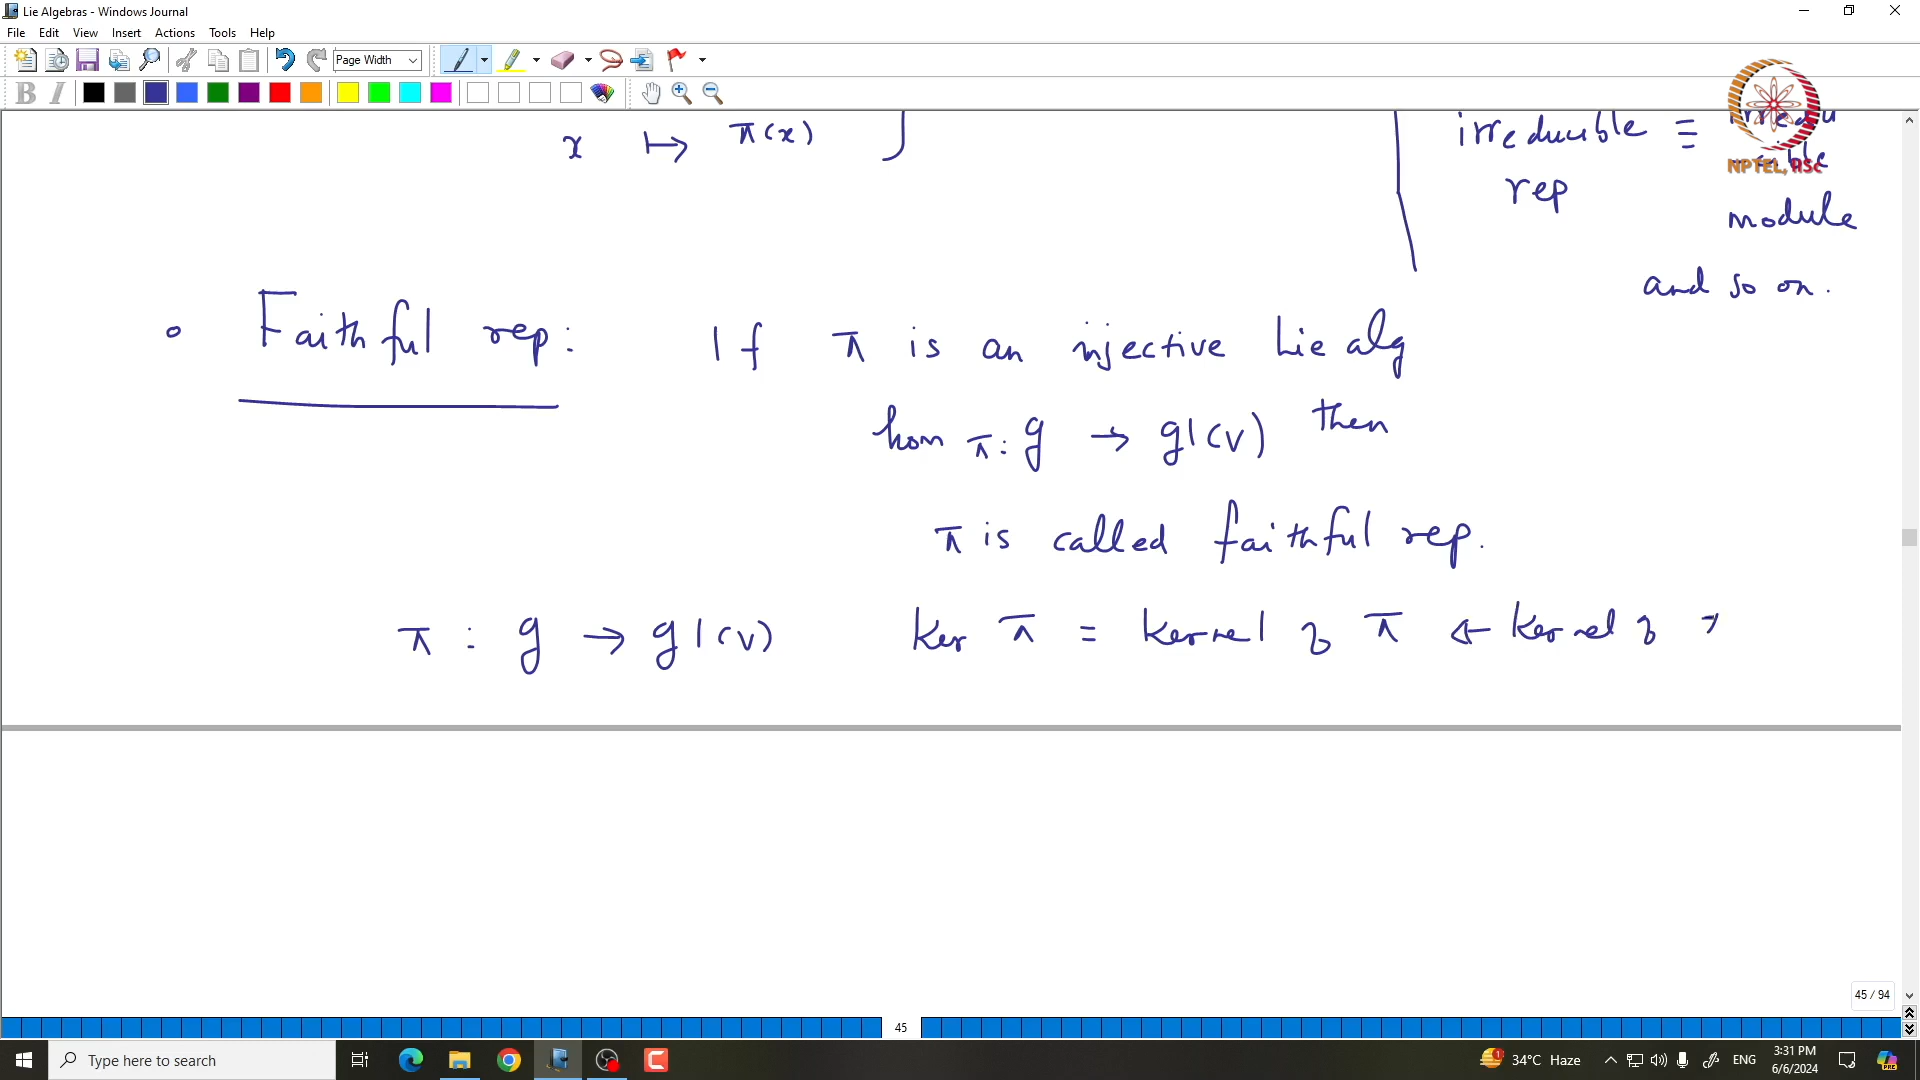 Lie Algebras - Windows Journal
File Edit View Insert Actions Tools Help
Page Width
x ↦ π(x)
irreducible ≡
rep
module
and so on.
NPTEL, IISc
∘ Faithful rep: If π is an injective Lie alg
hom π: g → gl(V) then
π is called faithful rep.
π : g → gl(V) Ker π = Kernel of π ← Kernel of
45 / 94
45
Type here to search
34°C Haze
ENG
3:31 PM
6/6/2024